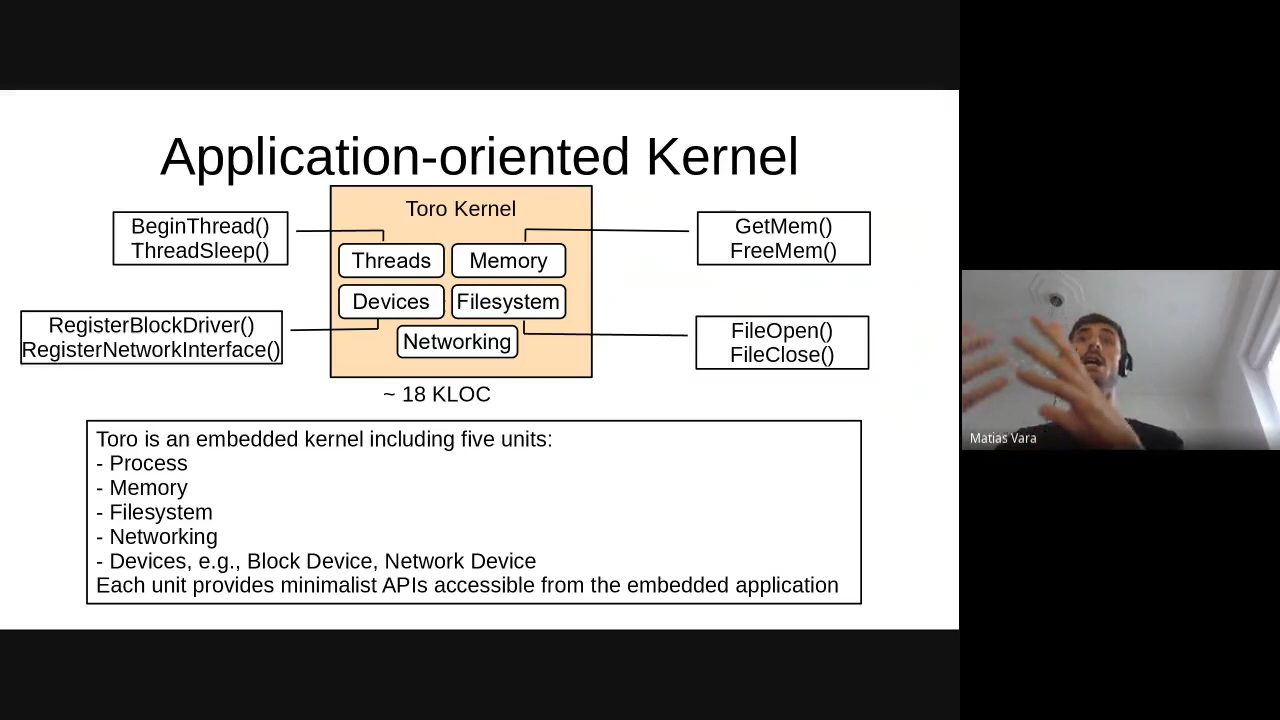 Application-oriented Kernel
Toro Kernel
BeginThread()
ThreadSleep()
GetMem()
FreeMem()
Threads
Memory
Devices
Filesystem
Networking
RegisterBlockDriver()
RegisterNetworkInterface()
FileOpen()
FileClose()
~ 18 KLOC
Toro is an embedded kernel including five units:
- Process
- Memory
- Filesystem
- Networking
- Devices, e.g., Block Device, Network Device
Each unit provides minimalist APIs accessible from the embedded application
Matias Vara